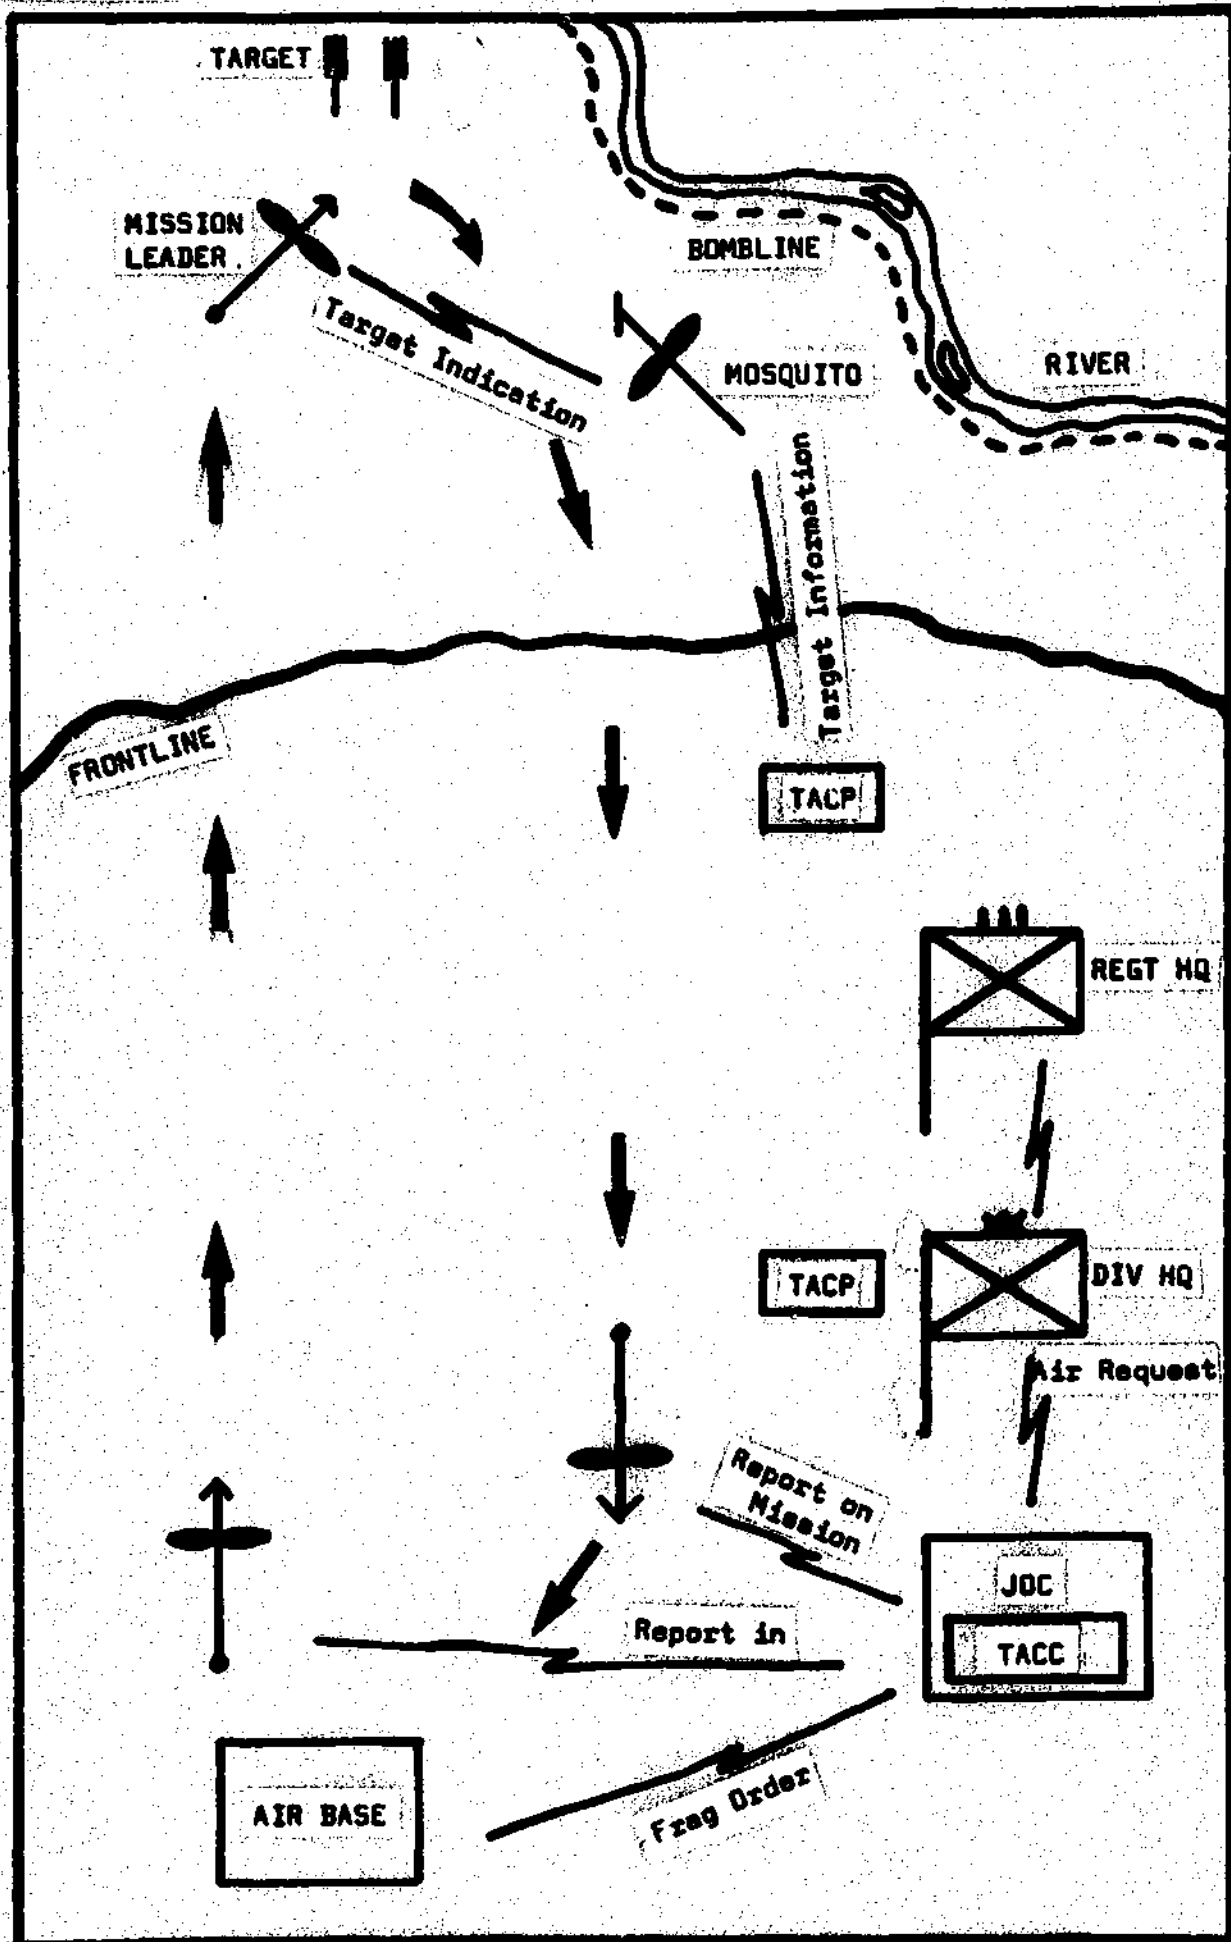 TARGET
MISSION
LEADER.
BOMBLINE
Target Indication
MOSQUITO
RIVER
Target Information
FRONTLINE
TACP
REGT HQ
TACP
DIV HQ
Air Request
Report on
Mission
JOC
Report in
TACC
Frag Order
AIR BASE